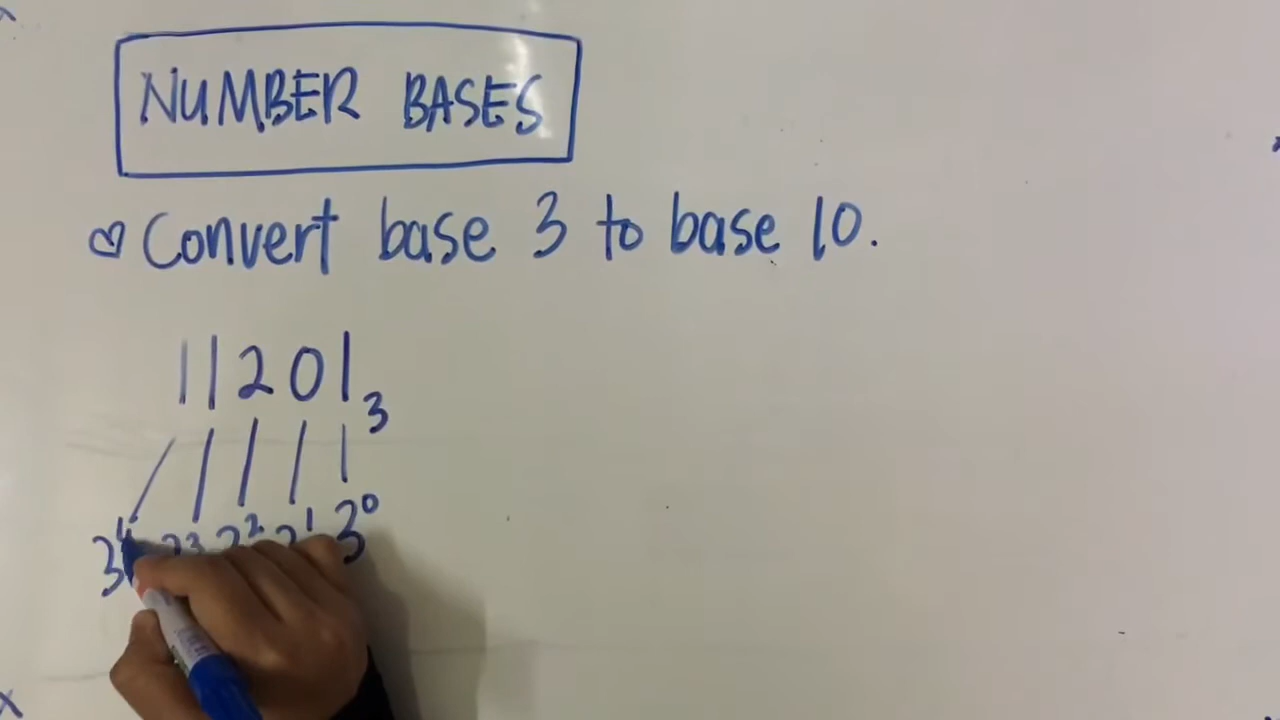 NUMBER BASES
♡ Convert base 3 to base 10.
11201₃
3⁴ 3³ 3² 3¹ 3⁰